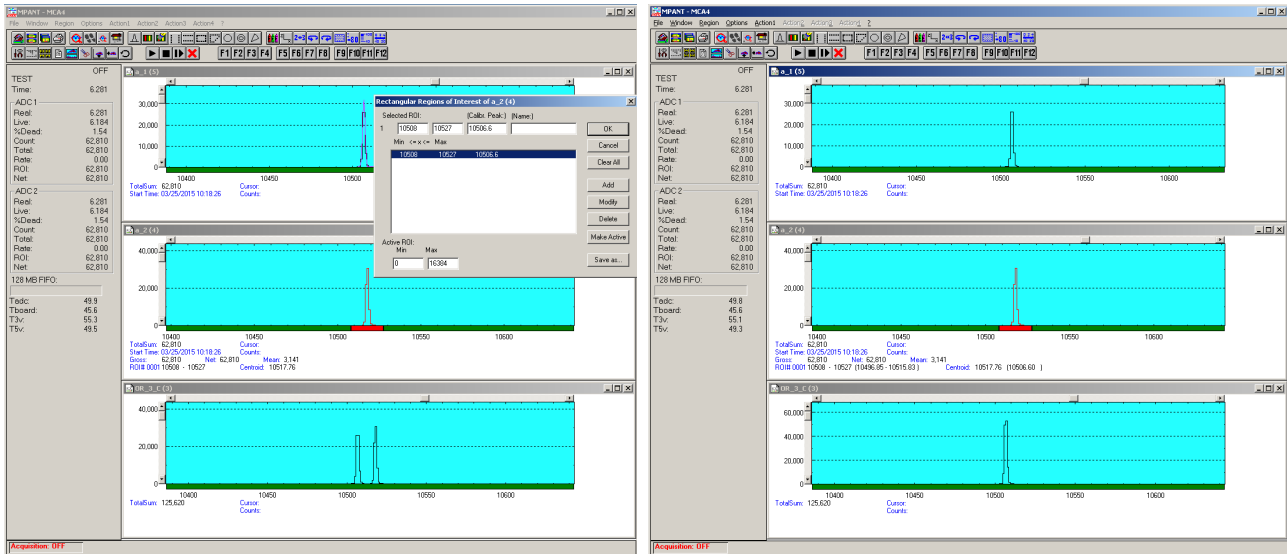 MPANT - MCA4
File Window Region Options Action1 Action2 Action3 Action4 ?
F1 F2 F3 F4 F5 F6 F7 F8 F9 F10 F11 F12
OFF
TEST
Time: 6.281
ADC 1
Real: 6.281
Live: 6.184
%Dead: 1.54
Count: 62,810
Total: 62,810
Rate: 0.00
ROI: 62,810
Net: 62,810
ADC 2
Real: 6.281
Live: 6.184
%Dead: 1.54
Count: 62,810
Total: 62,810
Rate: 0.00
ROI: 62,810
Net: 62,810
128 MB FIFO:
Tadc: 49.9
Tboard: 45.6
T3v: 55.3
T5v: 49.5
Acquisition: OFF
a_1 (5)
30,000
20,000
10,000
0
10400 10450 10500
TotalSum: 62,810 Cursor:
Start Time: 03/25/2015 10:18:26 Counts:
Rectangular Regions of Interest of a_2 (4)
Selected ROI: (Calibr. Peak:) (Name:)
1 10508 10527 10506.6
Min <= x <= Max
10508 10527 10506.6
OK
Cancel
Clear All
Add
Modify
Delete
Make Active
Save as...
Active ROI:
Min Max
0 16384
a_2 (4)
40,000
20,000
0
10400 10450 10500 10550 10600
TotalSum: 62,810 Cursor:
Start Time: 03/25/2015 10:18:26 Counts:
Gross: 62,810 Net: 62,810 Mean: 3,141
ROI# 0001 10508 - 10527 Centroid: 10517.76
OR_3_C (3)
40,000
20,000
0
10400 10450 10500 10550 10600
TotalSum: 125,620 Cursor:
Counts:
MPANT - MCA4
File Window Region Options Action1 Action2 Action3 Action4 ?
F1 F2 F3 F4 F5 F6 F7 F8 F9 F10 F11 F12
OFF
TEST
Time: 6.281
ADC 1
Real: 6.281
Live: 6.184
%Dead: 1.54
Count: 62,810
Total: 62,810
Rate: 0.00
ROI: 62,810
Net: 62,810
ADC 2
Real: 6.281
Live: 6.184
%Dead: 1.54
Count: 62,810
Total: 62,810
Rate: 0.00
ROI: 62,810
Net: 62,810
128 MB FIFO:
Tadc: 49.8
Tboard: 45.6
T3v: 55.1
T5v: 49.3
Acquisition: OFF
a_1 (5)
30,000
20,000
10,000
0
10400 10450 10500 10550 10600
TotalSum: 62,810 Cursor:
Start Time: 03/25/2015 10:18:26 Counts:
a_2 (4)
40,000
20,000
0
10400 10450 10500 10550 10600
TotalSum: 62,810 Cursor:
Start Time: 03/25/2015 10:18:26 Counts:
Gross: 62,810 Net: 62,810 Mean: 3,141
ROI# 0001 10508 - 10527 (10496.85 - 10515.83 ) Centroid: 10517.76 (10506.60 )
OR_3_C (3)
60,000
40,000
20,000
0
10400 10450 10500 10550 10600
TotalSum: 125,620 Cursor:
Counts: